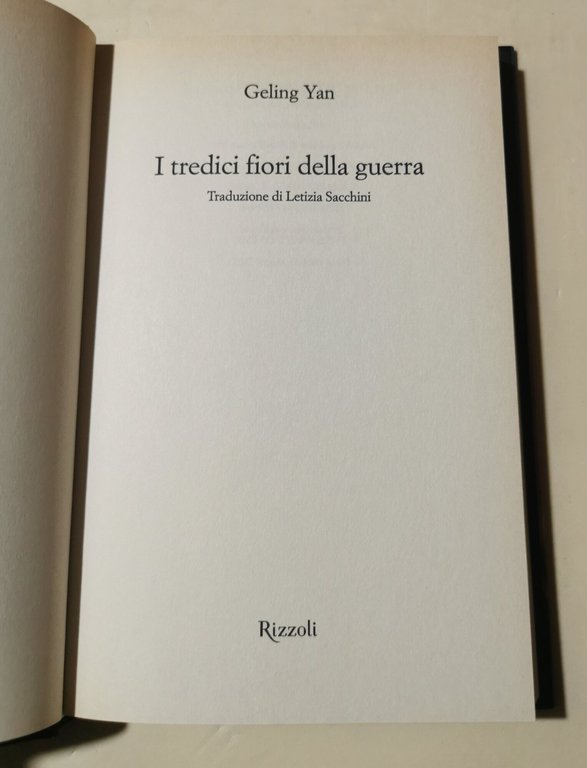 Geling Yan
I tredici fiori della guerra
Traduzione di Letizia Sacchini
Rizzoli